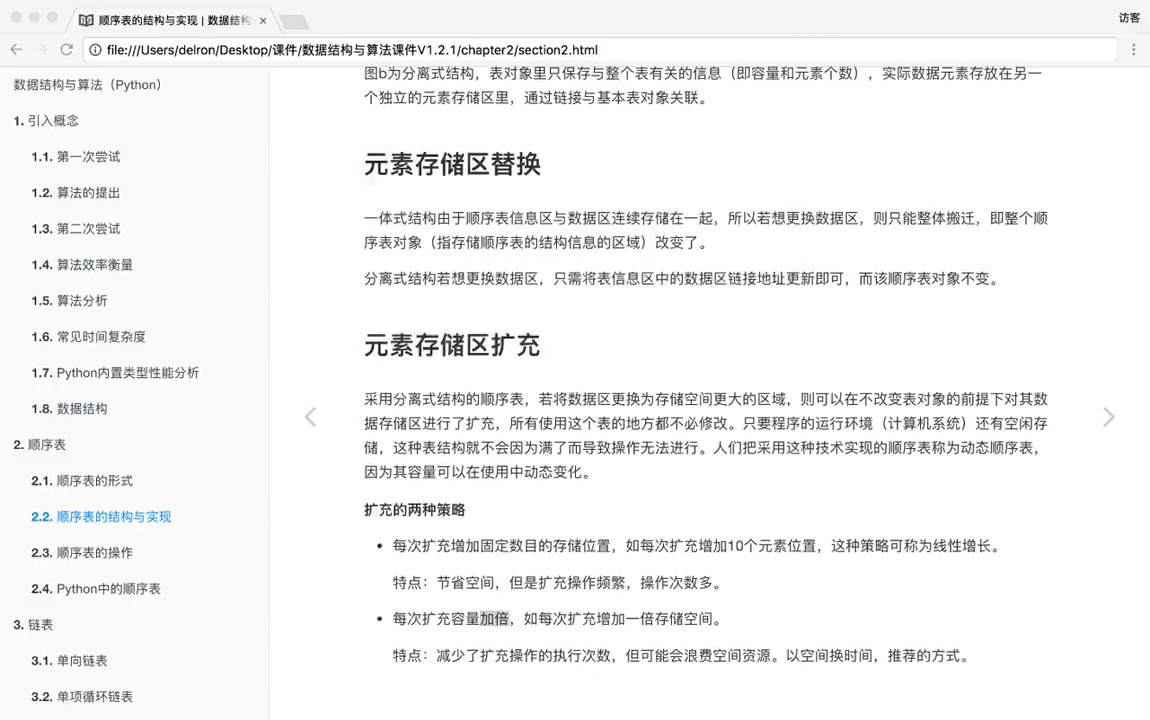 顺序表的结构与实现 | 数据结构
访客
file:///Users/delron/Desktop/课件/数据结构与算法课件V1.2.1/chapter2/section2.html
数据结构与算法（Python）
1. 引入概念
1.1. 第一次尝试
1.2. 算法的提出
1.3. 第二次尝试
1.4. 算法效率衡量
1.5. 算法分析
1.6. 常见时间复杂度
1.7. Python内置类型性能分析
1.8. 数据结构
2. 顺序表
2.1. 顺序表的形式
2.2. 顺序表的结构与实现
2.3. 顺序表的操作
2.4. Python中的顺序表
3. 链表
3.1. 单向链表
3.2. 单项循环链表
图b为分离式结构，表对象里只保存与整个表有关的信息（即容量和元素个数），实际数据元素存放在另一
个独立的元素存储区里，通过链接与基本表对象关联。
元素存储区替换
一体式结构由于顺序表信息区与数据区连续存储在一起，所以若想更换数据区，则只能整体搬迁，即整个顺
序表对象（指存储顺序表的结构信息的区域）改变了。
分离式结构若想更换数据区，只需将表信息区中的数据区链接地址更新即可，而该顺序表对象不变。
元素存储区扩充
采用分离式结构的顺序表，若将数据区更换为存储空间更大的区域，则可以在不改变表对象的前提下对其数
据存储区进行了扩充，所有使用这个表的地方都不必修改。只要程序的运行环境（计算机系统）还有空闲存
储，这种表结构就不会因为满了而导致操作无法进行。人们把采用这种技术实现的顺序表称为动态顺序表，
因为其容量可以在使用中动态变化。
扩充的两种策略
• 每次扩充增加固定数目的存储位置，如每次扩充增加10个元素位置，这种策略可称为线性增长。
特点：节省空间，但是扩充操作频繁，操作次数多。
• 每次扩充容量加倍，如每次扩充增加一倍存储空间。
特点：减少了扩充操作的执行次数，但可能会浪费空间资源。以空间换时间，推荐的方式。